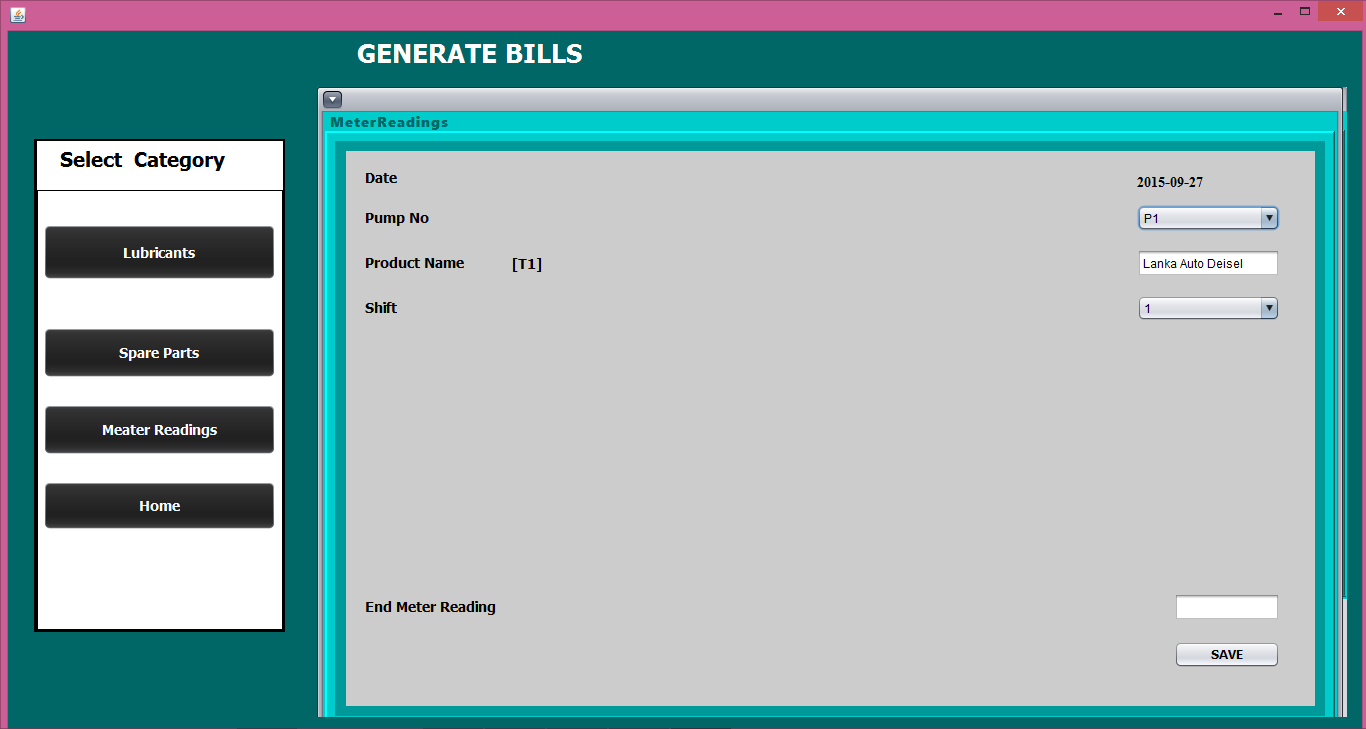 GENERATE BILLS
Select Category
Lubricants
Spare Parts
Meater Readings
Home
MeterReadings
Date 2015-09-27
Pump No P1
Product Name [T1] Lanka Auto Deisel
Shift 1
End Meter Reading
SAVE